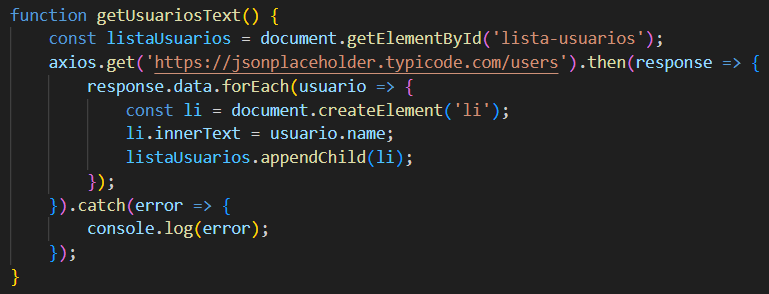 function getUsuariosText() {
    const listaUsuarios = document.getElementById('lista-usuarios');
    axios.get('https://jsonplaceholder.typicode.com/users').then(response => {
        response.data.forEach(usuario => {
            const li = document.createElement('li');
            li.innerText = usuario.name;
            listaUsuarios.appendChild(li);
        });
    }).catch(error => {
        console.log(error);
    });
}